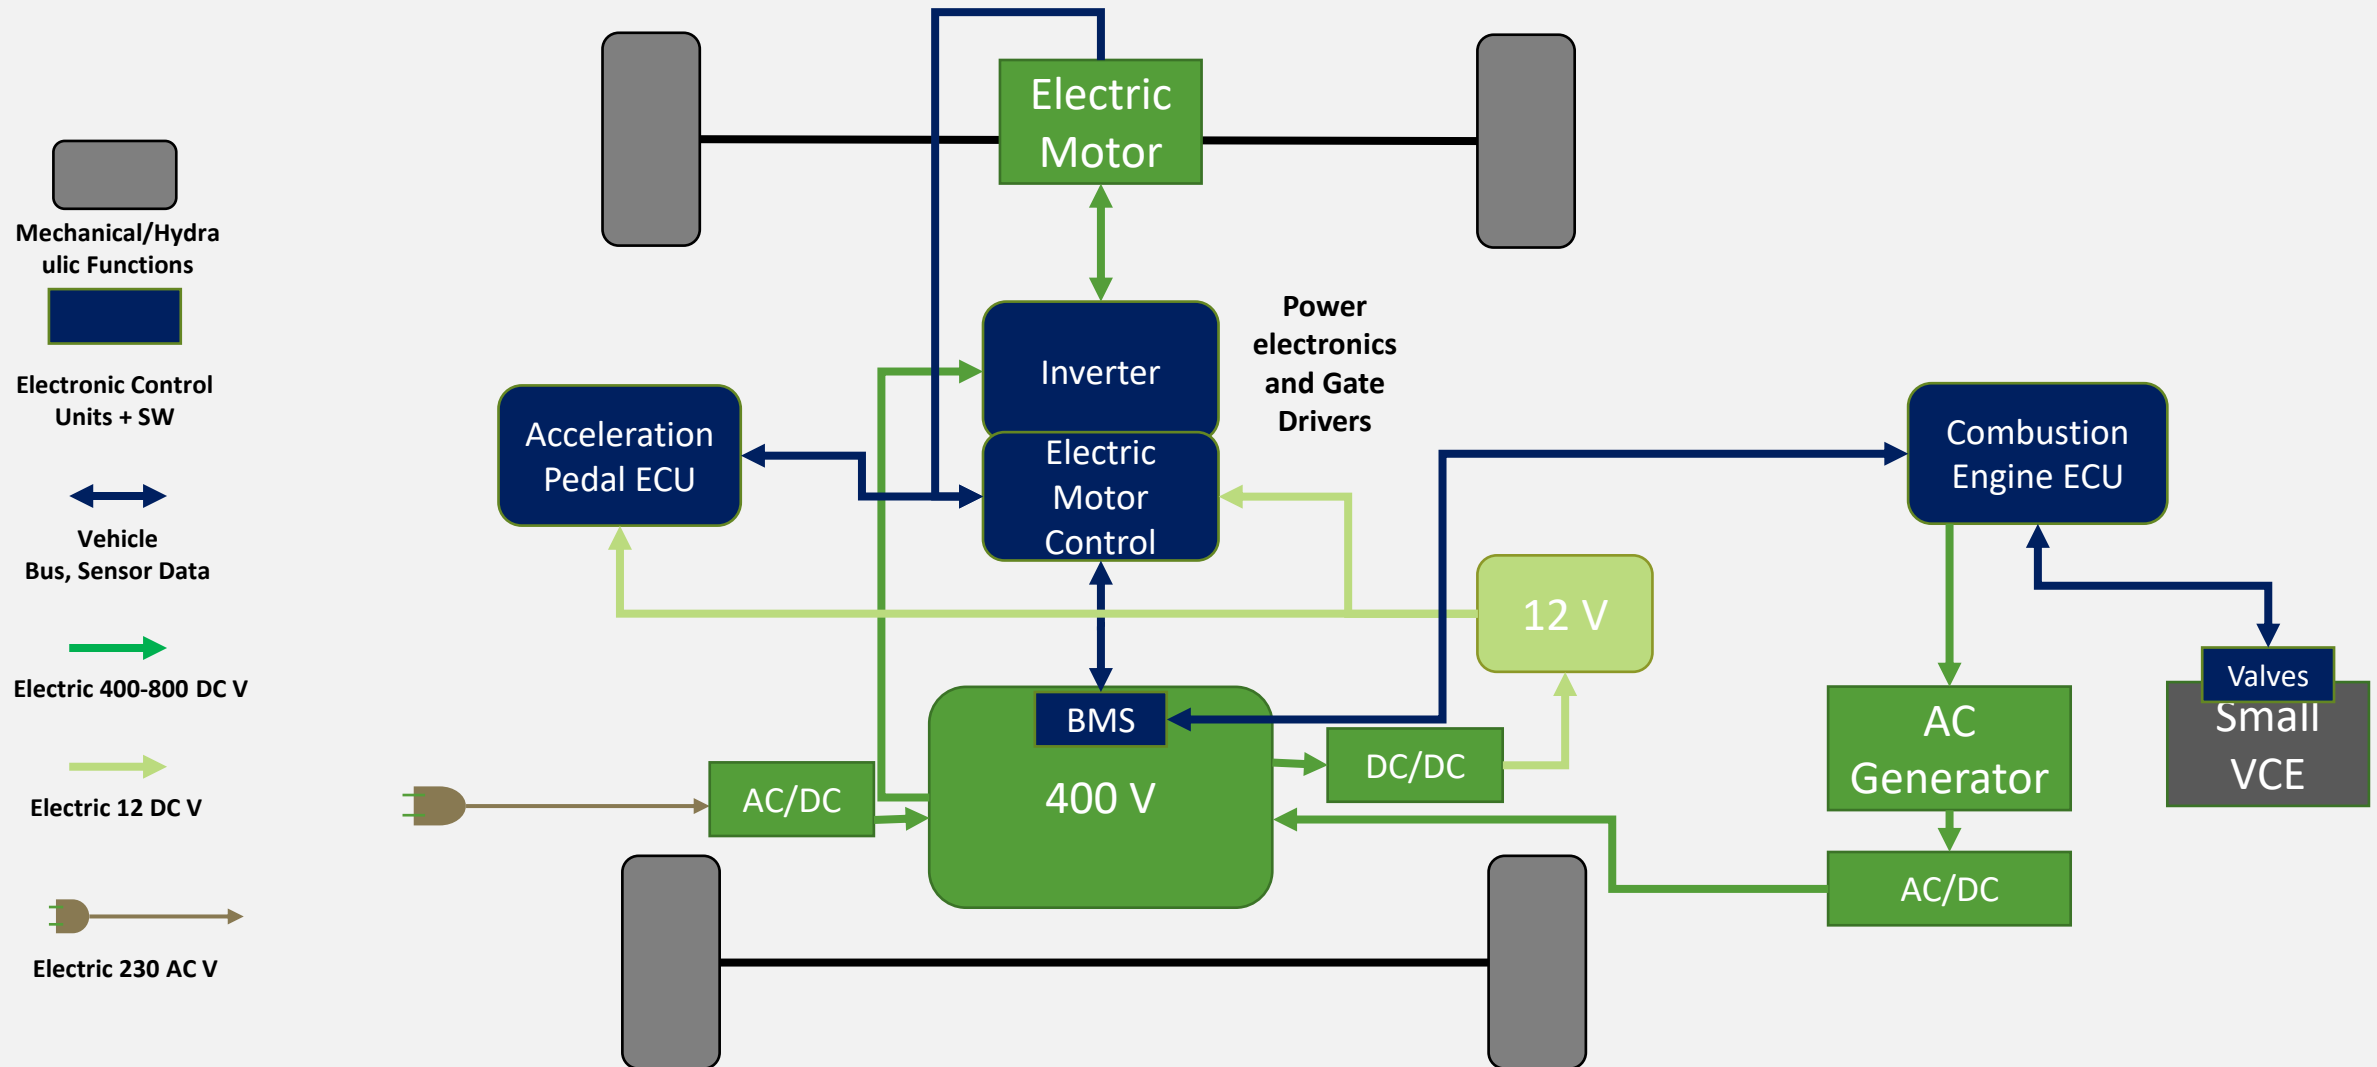 Mechanical/Hydra
ulic Functions
Electronic Control
Units + SW
Vehicle
Bus, Sensor Data
Electric 400-800 DC V
Electric 12 DC V
Electric 230 AC V
Electric
Motor
Inverter
Power
electronics
and Gate
Drivers
Acceleration
Pedal ECU
Electric
Motor
Control
Combustion
Engine ECU
12 V
BMS
400 V
AC/DC
DC/DC
AC
Generator
AC/DC
Valves
Small
VCE